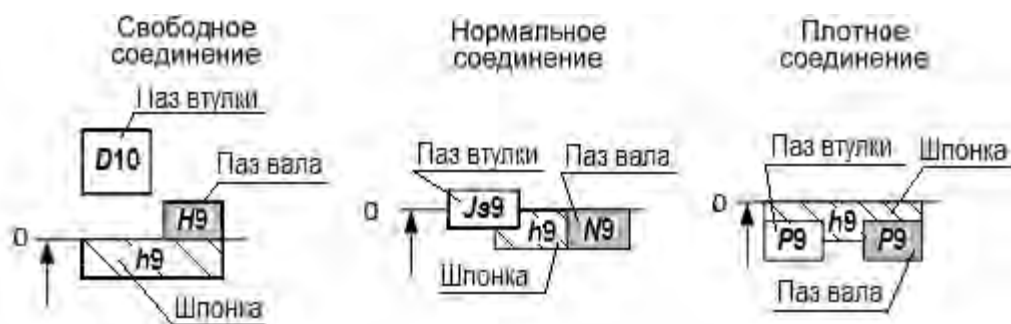 Свободное
соединение
Паз втулки
D10
Паз вала
H9
0
h9
Шпонка
Нормальное
соединение
Паз втулки
Паз вала
0
Js9
h9
N9
Шпонка
Плотное
соединение
Паз втулки
Шпонка
0
h9
P9
P9
Паз вала